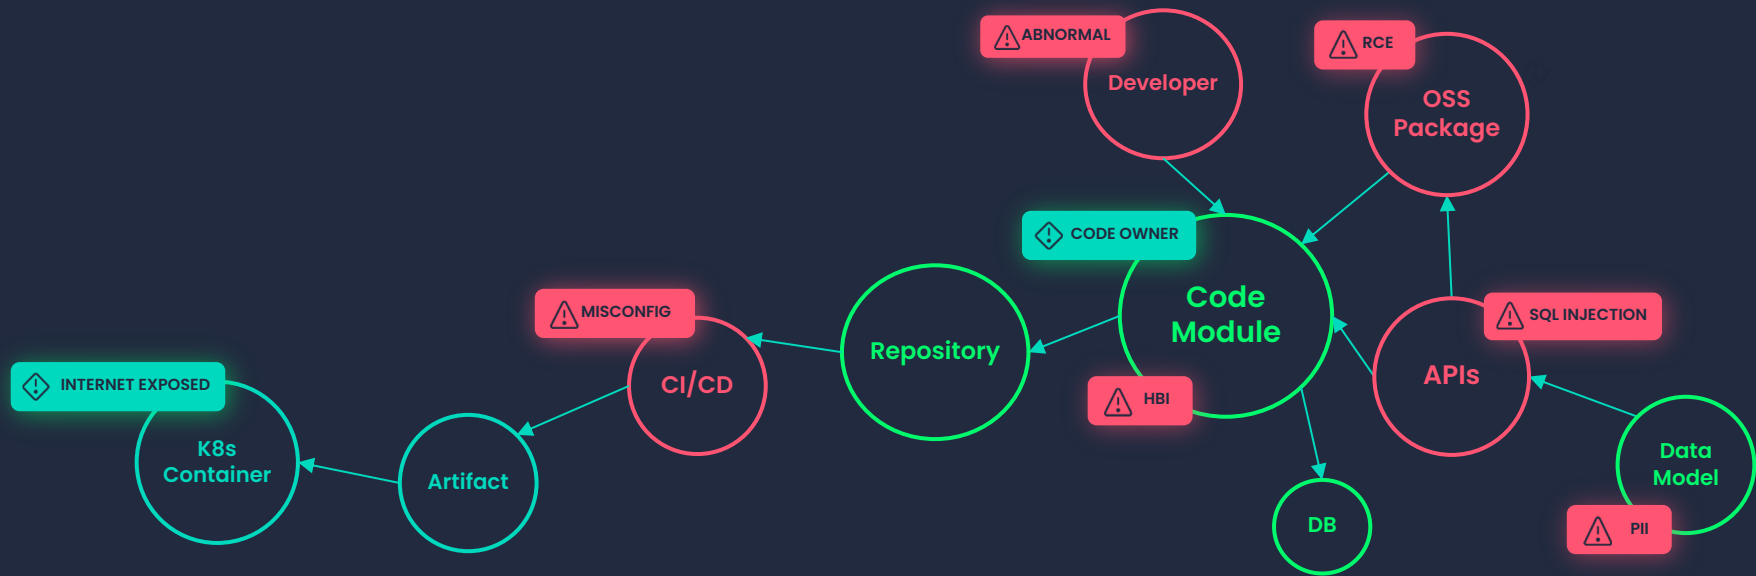 ABNORMAL
Developer
RCE
OSS
Package
CODE OWNER
Code
Module
HBI
SQL INJECTION
APIs
MISCONFIG
CI/CD
Repository
INTERNET EXPOSED
K8s
Container
Artifact
DB
Data
Model
PII